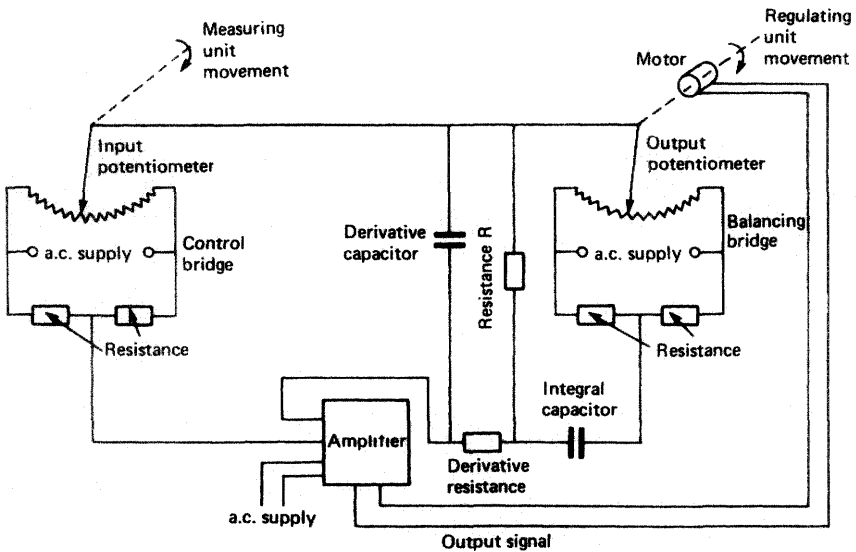 Measuring
unit
movement
Regulating
unit
movement
Motor
Input
potentiometer
Output
potentiometer
a.c. supply
Control
bridge
Derivative
capacitor
Resistance R
a.c. supply
Balancing
bridge
Resistance
Resistance
Integral
capacitor
Amplifier
Derivative
resistance
a.c. supply
Output signal